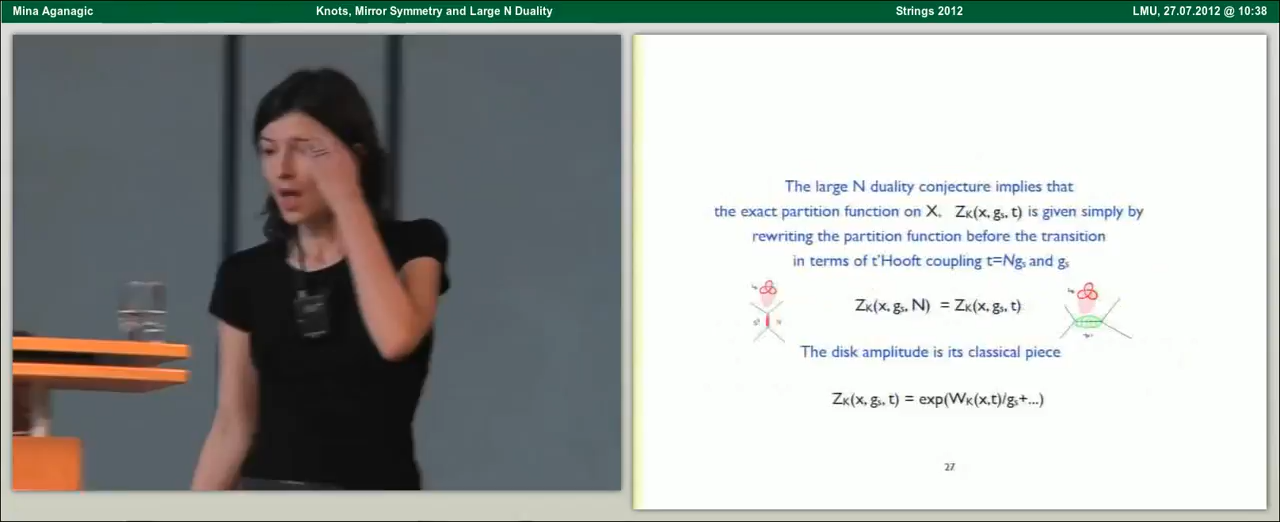 Mina Aganagic Knots, Mirror Symmetry and Large N Duality Strings 2012 LMU, 27.07.2012 @ 10:38
The large N duality conjecture implies that
the exact partition function on X, Zₖ(x, gₛ, t) is given simply by
rewriting the partition function before the transition
in terms of t'Hooft coupling t=Ngₛ and gₛ
Zₖ(x, gₛ, N) = Zₖ(x, gₛ, t)
The disk amplitude is its classical piece
Zₖ(x, gₛ, t) = exp(Wₖ(x,t)/gₛ+...)
27